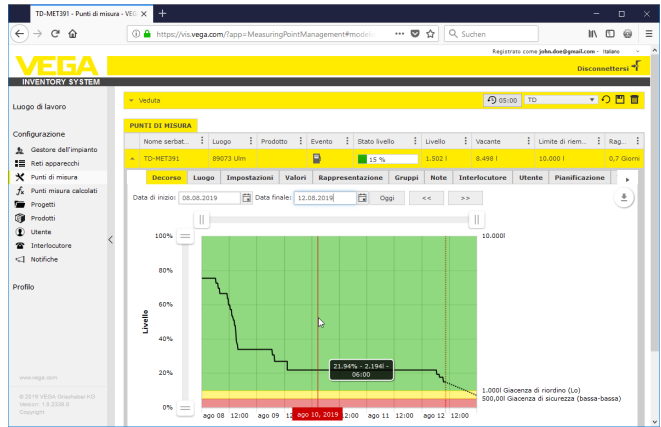 TD-MET391 - Punti di misura - VEG
https://vis.vega.com/?app=MeasuringPointManagement#mode
Suchen
Registrato come john.doe@gmail.com - Italano
VEGA
Disconnettersi
INVENTORY SYSTEM
Luogo di lavoro
Veduta
05:00
TD
PUNTI DI MISURA
Configurazione
Nome serbat... Luogo Prodotto Evento Stato livello Livello Vacante Limite di riem... Rag...
Gestore dell'impianto
TD-MET391 89073 Ulm 15 % 1.502 l 8.498 l 10.000 l 0,7 Giorni
Reti apparecchi
Punti di misura
Decorso Luogo Impostazioni Valori Rappresentazione Gruppi Note Interlocutore Utente Pianificazione
Punti misura calcolati
Data di inizio: 08.08.2019 Data finale: 12.08.2019 Oggi << >>
Progetti
Prodotti
Utente
Interlocutore
Notifiche
Profilo
100% 10.000l
80%
60%
Livello
40%
20%
0%
21.94% - 2.194l -
06:00
1.000l Giacenza di riordino (Lo)
500,00l Giacenza di sicurezza (bassa-bassa)
ago 08 12:00 ago 09 12 ago 10, 2019 2:00 ago 11 12:00 ago 12 12:00
www.vega.com
© 2019 VEGA Grieshaber KG
Copyright